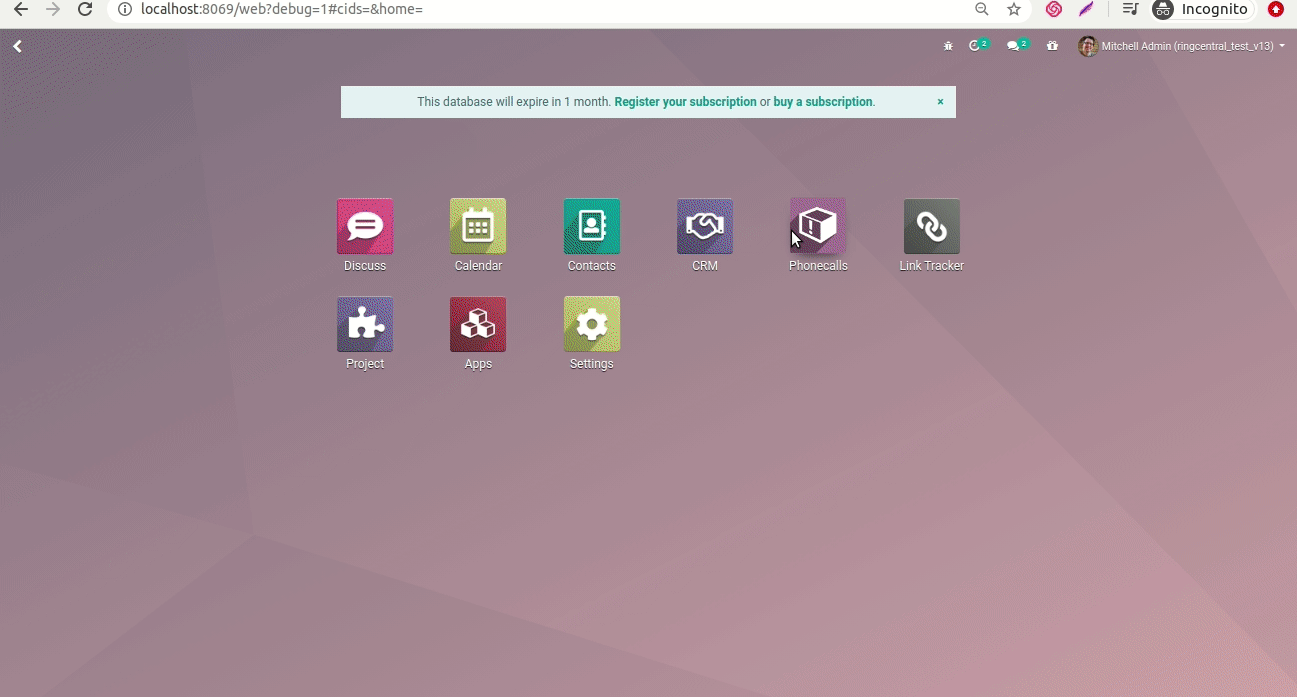 localhost:8069/web?debug=1#cids=&home=
Incognito
2
2
Mitchell Admin (ringcentral_test_v13)
This database will expire in 1 month. Register your subscription or buy a subscription. ×
Discuss
Calendar
Contacts
CRM
Phonecalls
Link Tracker
Project
Apps
Settings